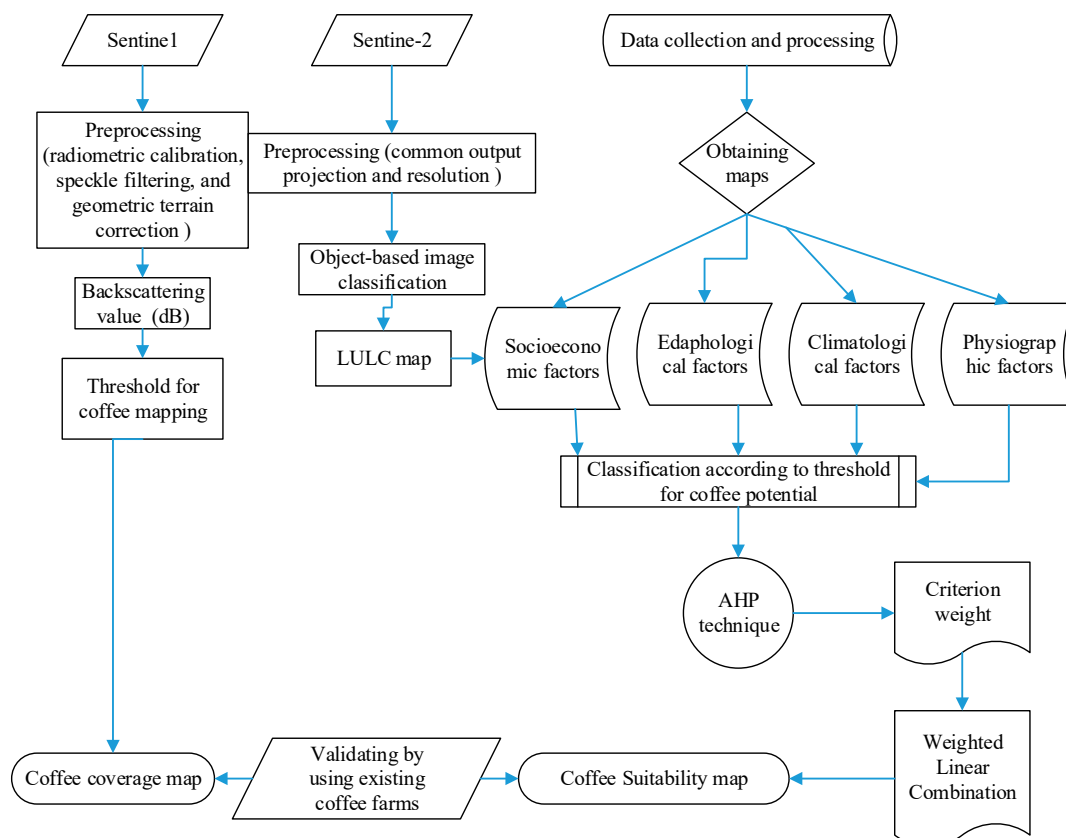 Sentine1
Sentine-2
Data collection and processing
Preprocessing
(radiometric calibration,
speckle filtering, and
geometric terrain
correction )
Preprocessing (common output
projection and resolution )
Obtaining
maps
Object-based image
classification
Backscattering
value (dB)
LULC map
Socioecono
mic factors
Edaphologi
cal factors
Climatologi
cal factors
Physiograp
hic factors
Threshold for
coffee mapping
Classification according to threshold
for coffee potential
AHP
technique
Criterion
weight
Coffee coverage map
Validating by
using existing
coffee farms
Coffee Suitability map
Weighted
Linear
Combination